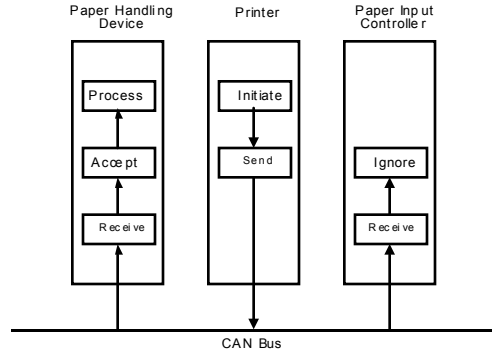 Paper Handling
Device
Printer
Paper Input
Controller
Process
Initiate
Accept
Send
Ignore
Receive
Receive
CAN Bus